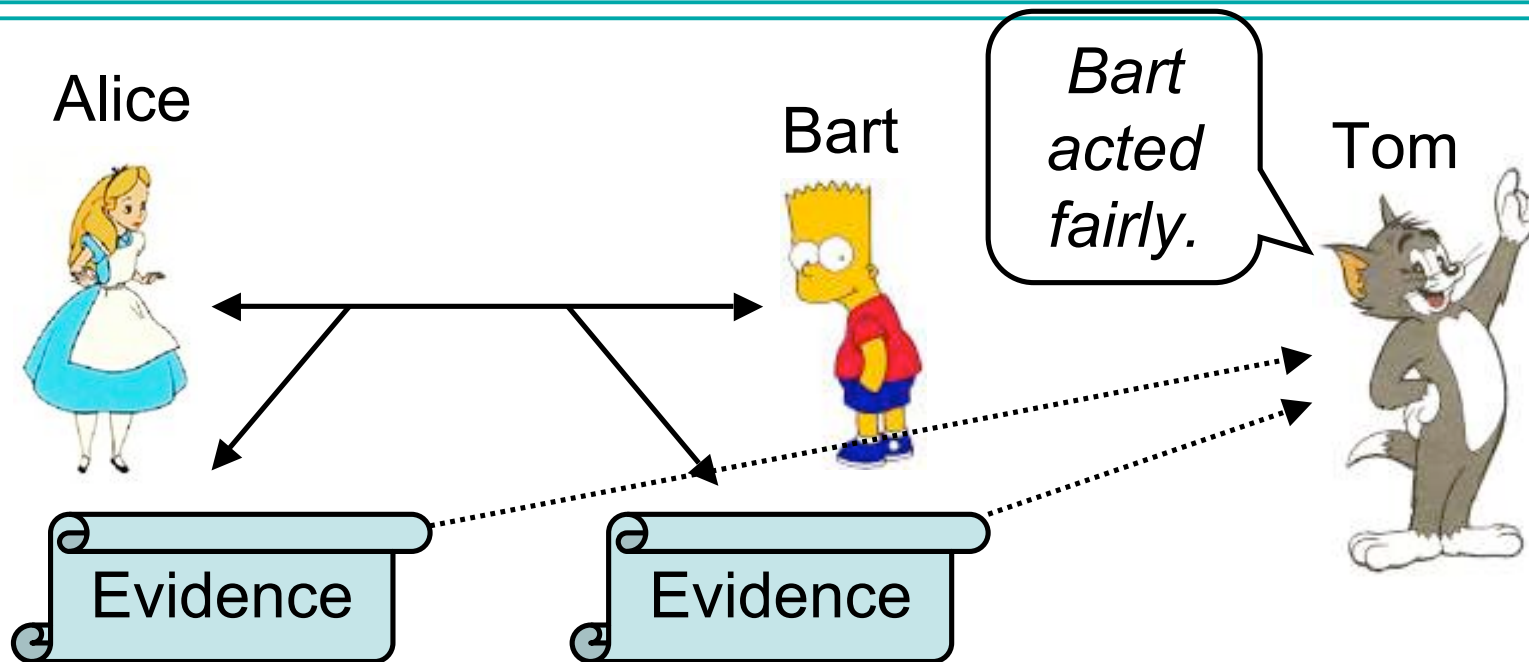 Alice
Bart
Bart
acted
fairly.
Tom
Evidence
Evidence